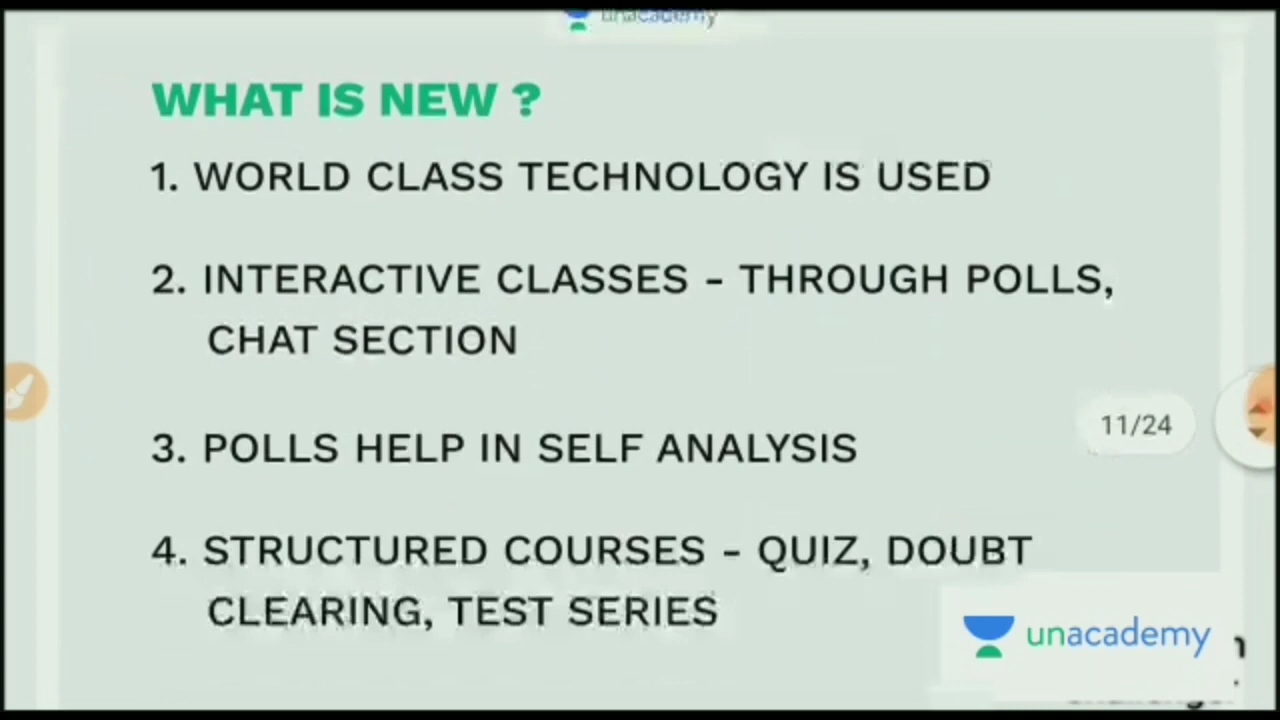 unacademy
WHAT IS NEW ?
1. WORLD CLASS TECHNOLOGY IS USED
2. INTERACTIVE CLASSES - THROUGH POLLS,
CHAT SECTION
11/24
3. POLLS HELP IN SELF ANALYSIS
4. STRUCTURED COURSES - QUIZ, DOUBT
CLEARING, TEST SERIES
unacademy